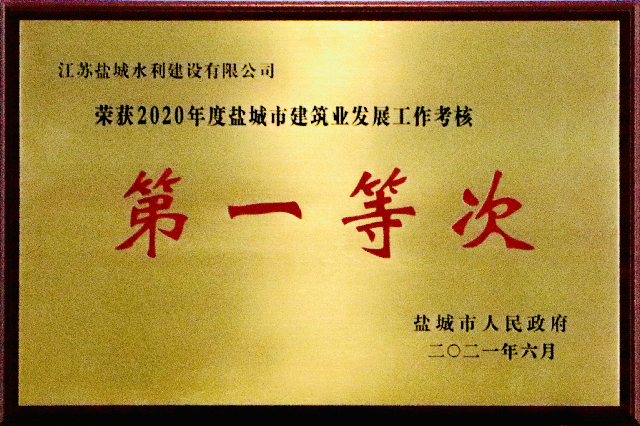 江苏盐城水利建设有限公司
荣获2020年度盐城市建筑业发展工作考核
第一等次
盐城市人民政府
二〇二一年六月